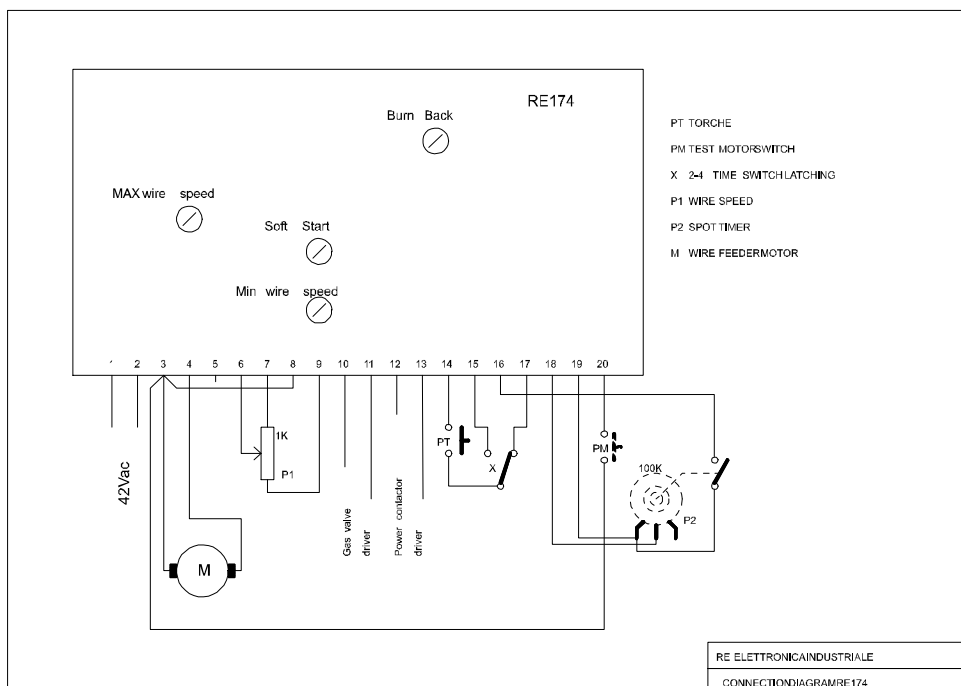 RE174
Burn Back
MAX wire speed
Soft Start
Min wire speed
PT TORCHE
PM TEST MOTORSWITCH
X 2-4 TIME SWITCHLATCHING
P1 WIRE SPEED
P2 SPOT TIMER
M WIRE FEEDERMOTOR
1 2 3 4 5 6 7 8 9 10 11 12 13 14 15 16 17 18 19 20
42Vac
1K
P1
M
Gas valve
driver
Power contactor
driver
PT
X
PM
100K
P2
RE ELETTRONICAINDUSTRIALE
CONNECTIONDIAGRAMRE174